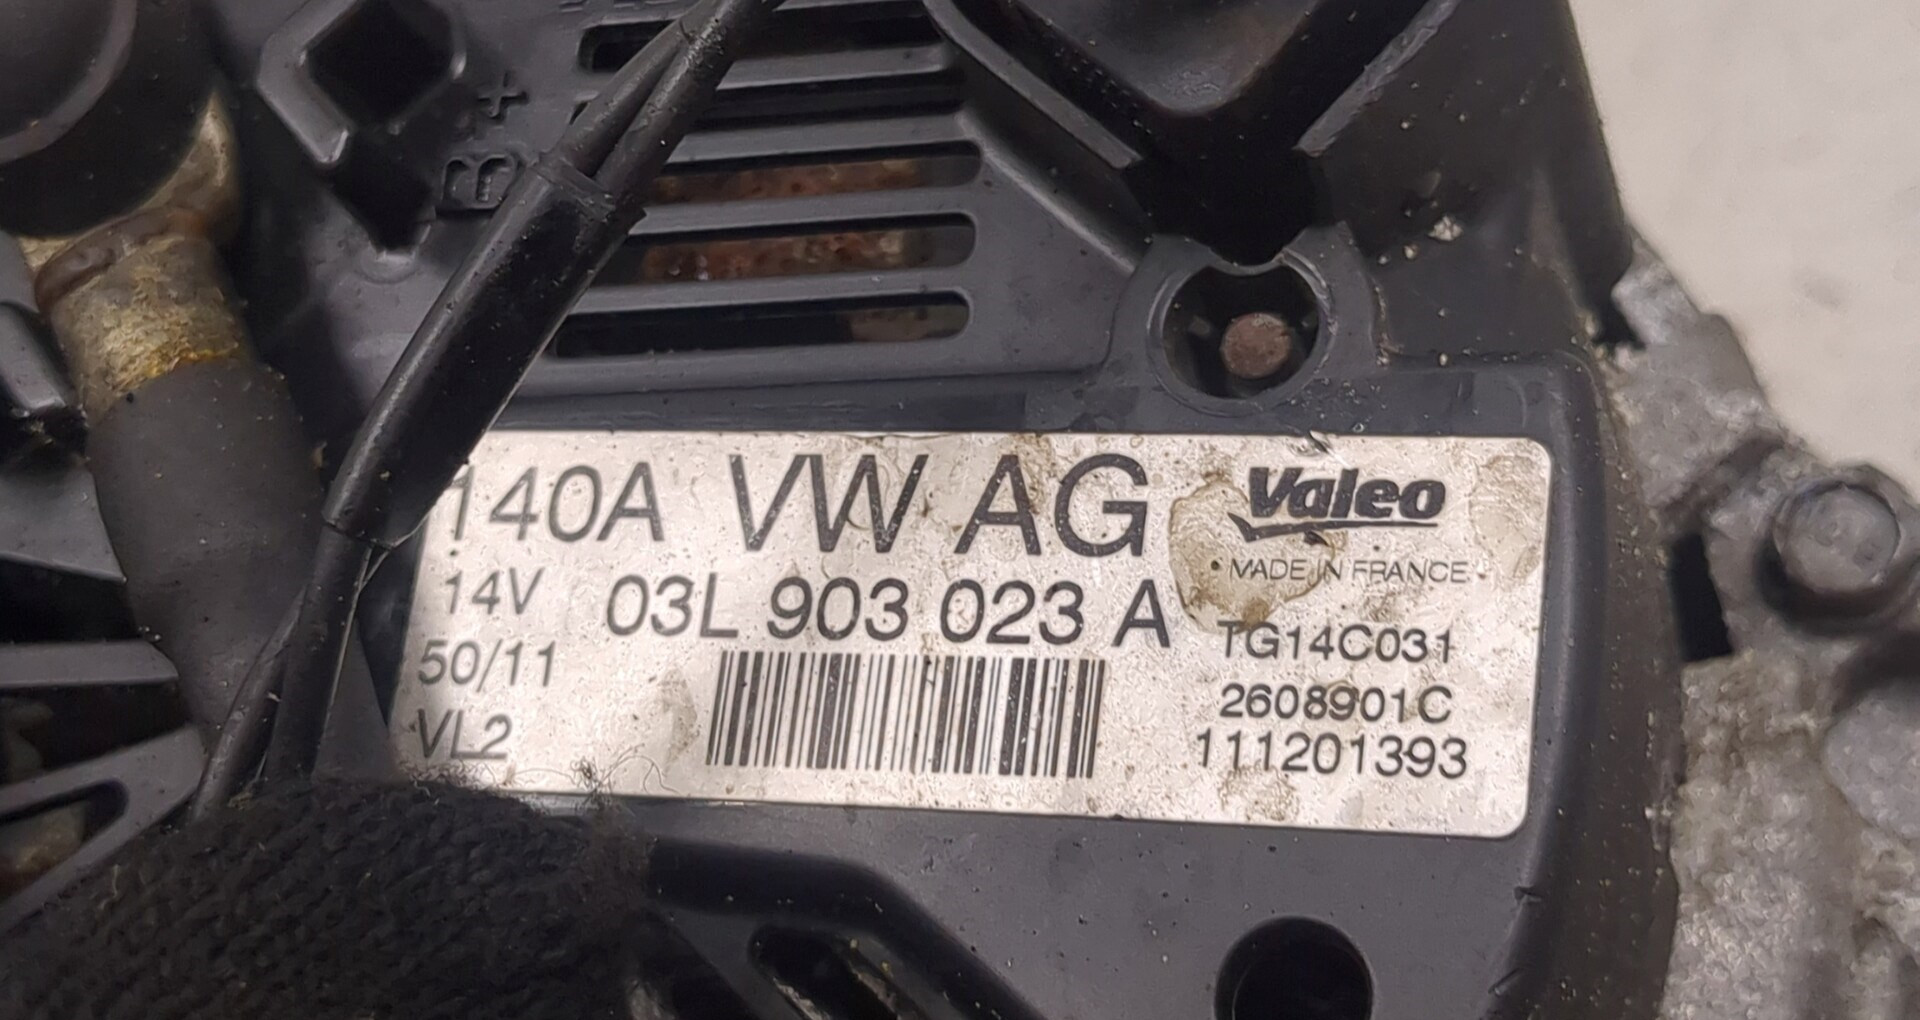 B+
140A VW AG Valeo
MADE IN FRANCE
14V 03L 903 023 A TG14C031
50/11 2608901C
VL2 111201393